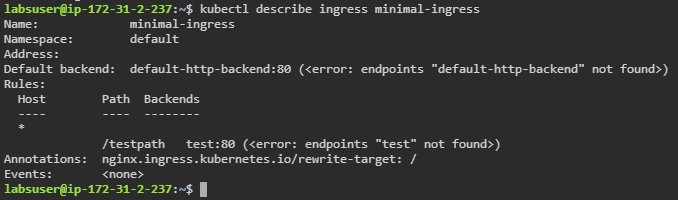 labsuser@ip-172-31-2-237:~$ kubectl describe ingress minimal-ingress
Name:             minimal-ingress
Namespace:        default
Address:
Default backend:  default-http-backend:80 (<error: endpoints "default-http-backend" not found>)
Rules:
  Host        Path  Backends
  ----        ----  --------
  *
              /testpath   test:80 (<error: endpoints "test" not found>)
Annotations:  nginx.ingress.kubernetes.io/rewrite-target: /
Events:       <none>
labsuser@ip-172-31-2-237:~$